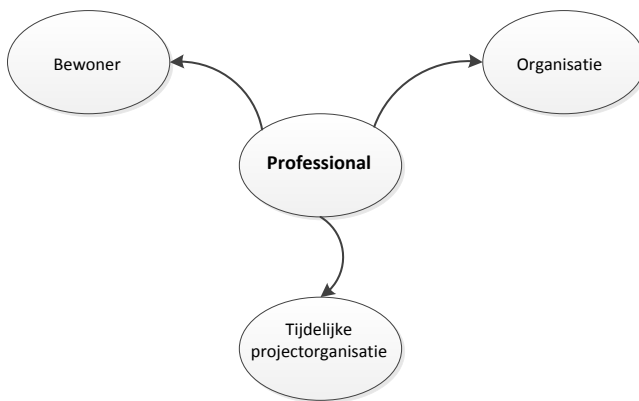 Bewoner
Organisatie
Professional
Tijdelijke
projectorganisatie